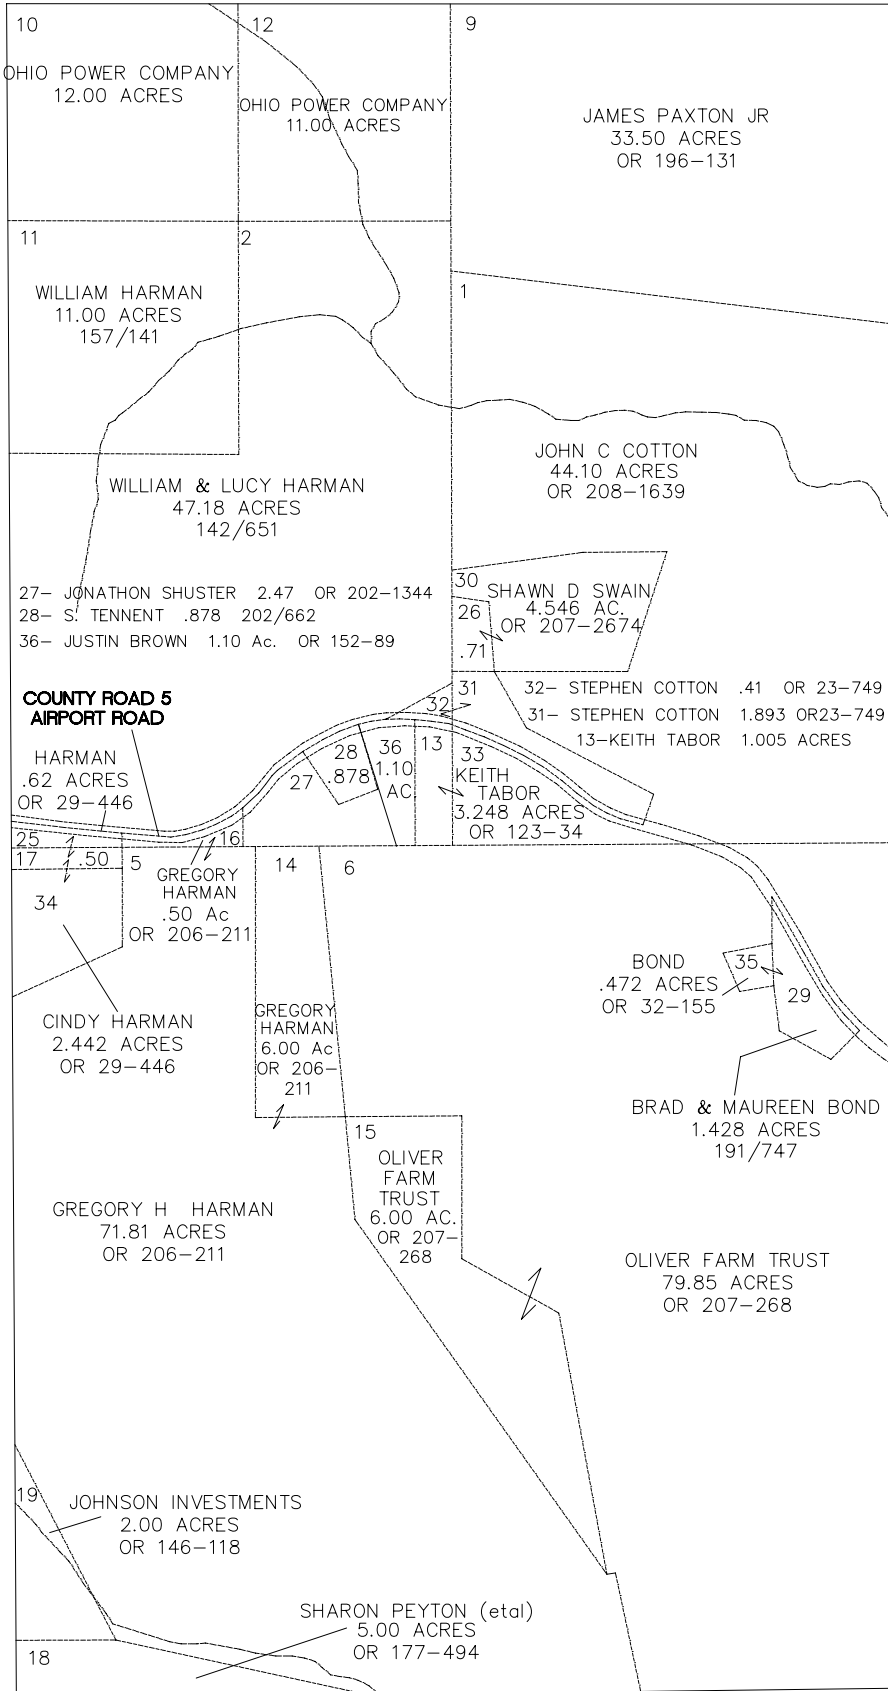 10
OHIO POWER COMPANY
12.00 ACRES
12
OHIO POWER COMPANY
11.00 ACRES
9
JAMES PAXTON JR
33.50 ACRES
OR 196-131
11
WILLIAM HARMAN
11.00 ACRES
157/141
2
1
JOHN C COTTON
44.10 ACRES
OR 208-1639
WILLIAM & LUCY HARMAN
47.18 ACRES
142/651
27- JONATHON SHUSTER 2.47 OR 202-1344
28- S. TENNENT .878 202/662
36- JUSTIN BROWN 1.10 Ac. OR 152-89
30
SHAWN D SWAIN
4.546 AC.
OR 207-2674
26
.71
31
32
32- STEPHEN COTTON .41 OR 23-749
31- STEPHEN COTTON 1.893 OR23-749
13-KEITH TABOR 1.005 ACRES
COUNTY ROAD 5
AIRPORT ROAD
HARMAN
.62 ACRES
OR 29-446
27
28
.878
36
1.10
AC
13
33
KEITH
TABOR
3.248 ACRES
OR 123-34
25
16
17
.50
5
14
6
34
GREGORY
HARMAN
.50 Ac
OR 206-211
CINDY HARMAN
2.442 ACRES
OR 29-446
GREGORY
HARMAN
6.00 Ac
OR 206-
211
BOND
.472 ACRES
OR 32-155
35
29
BRAD & MAUREEN BOND
1.428 ACRES
191/747
15
OLIVER
FARM
TRUST
6.00 AC.
OR 207-
268
GREGORY H HARMAN
71.81 ACRES
OR 206-211
OLIVER FARM TRUST
79.85 ACRES
OR 207-268
19
JOHNSON INVESTMENTS
2.00 ACRES
OR 146-118
SHARON PEYTON (etal)
5.00 ACRES
OR 177-494
18